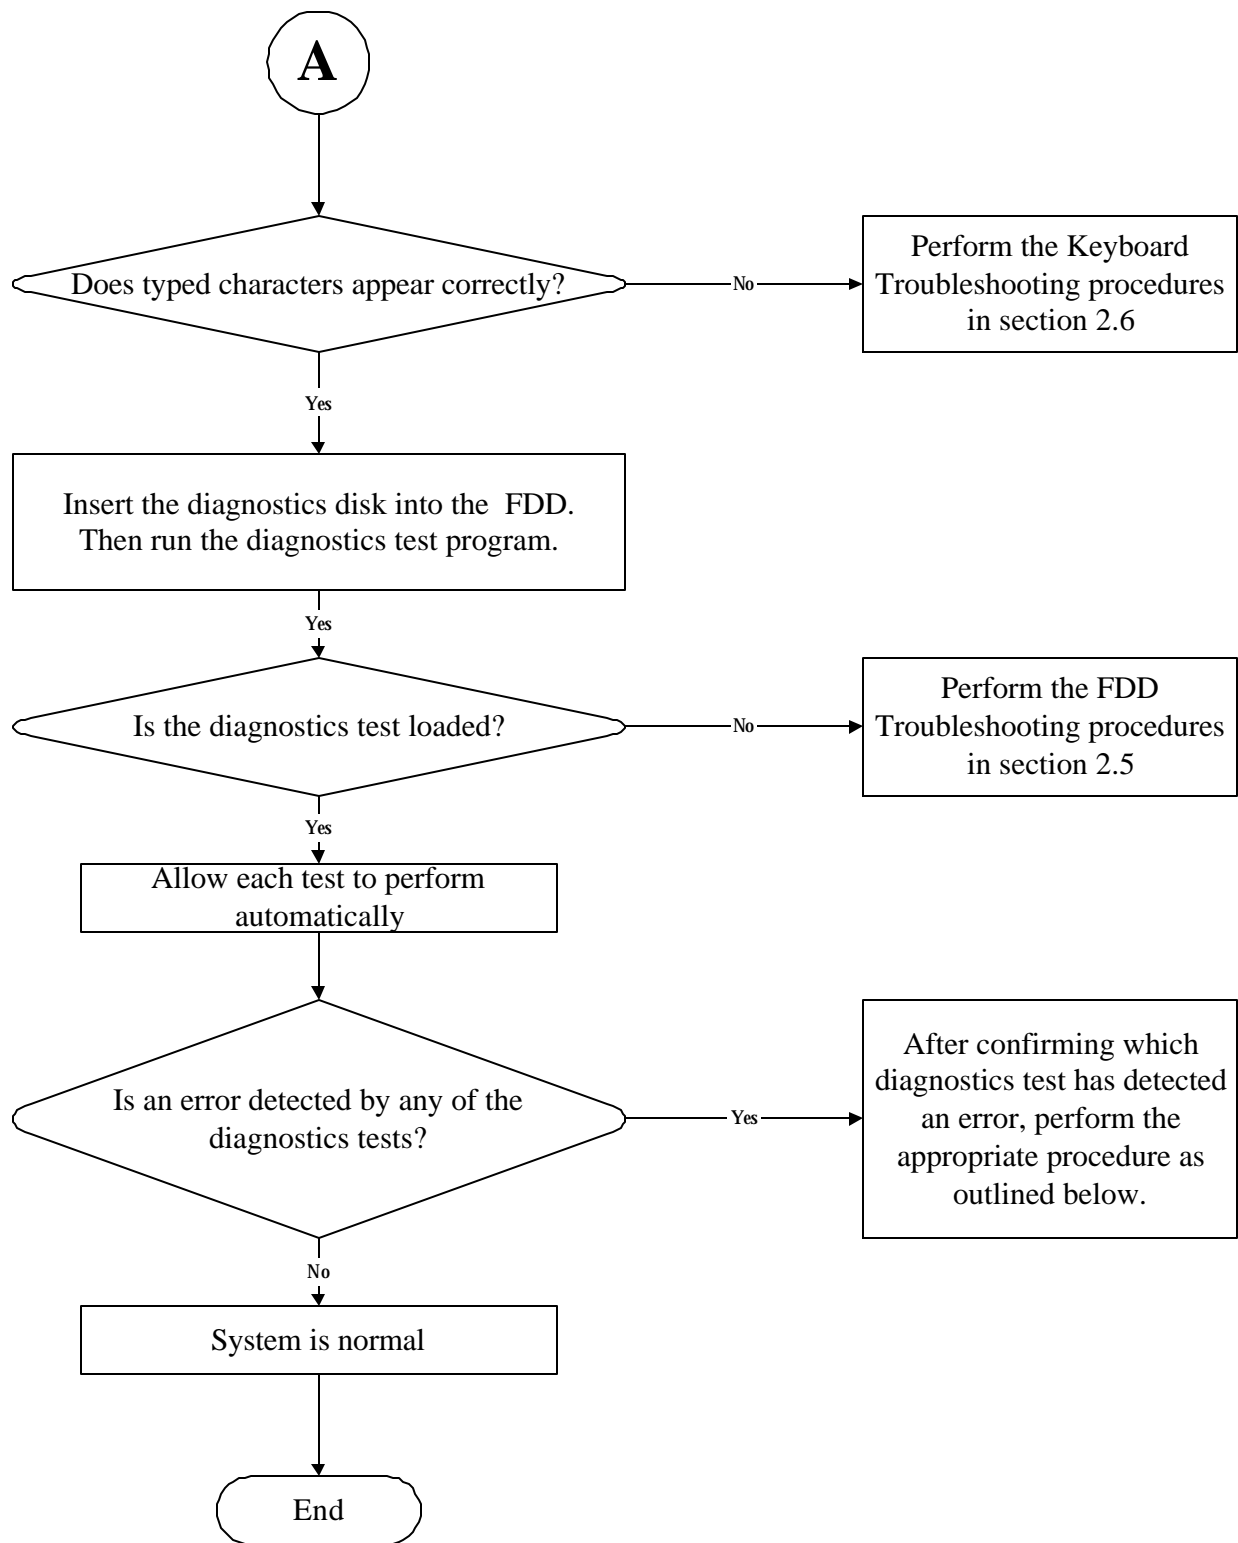 A
Does typed characters appear correctly?
No
Perform the Keyboard
Troubleshooting procedures
in section 2.6
Yes
Insert the diagnostics disk into the  FDD.
Then run the diagnostics test program.
Yes
Is the diagnostics test loaded?
No
Perform the FDD
Troubleshooting procedures
in section 2.5
Yes
Allow each test to perform
automatically
Is an error detected by any of the
diagnostics tests?
Yes
After confirming which
diagnostics test has detected
an error, perform the
appropriate procedure as
outlined below.
No
System is normal
End